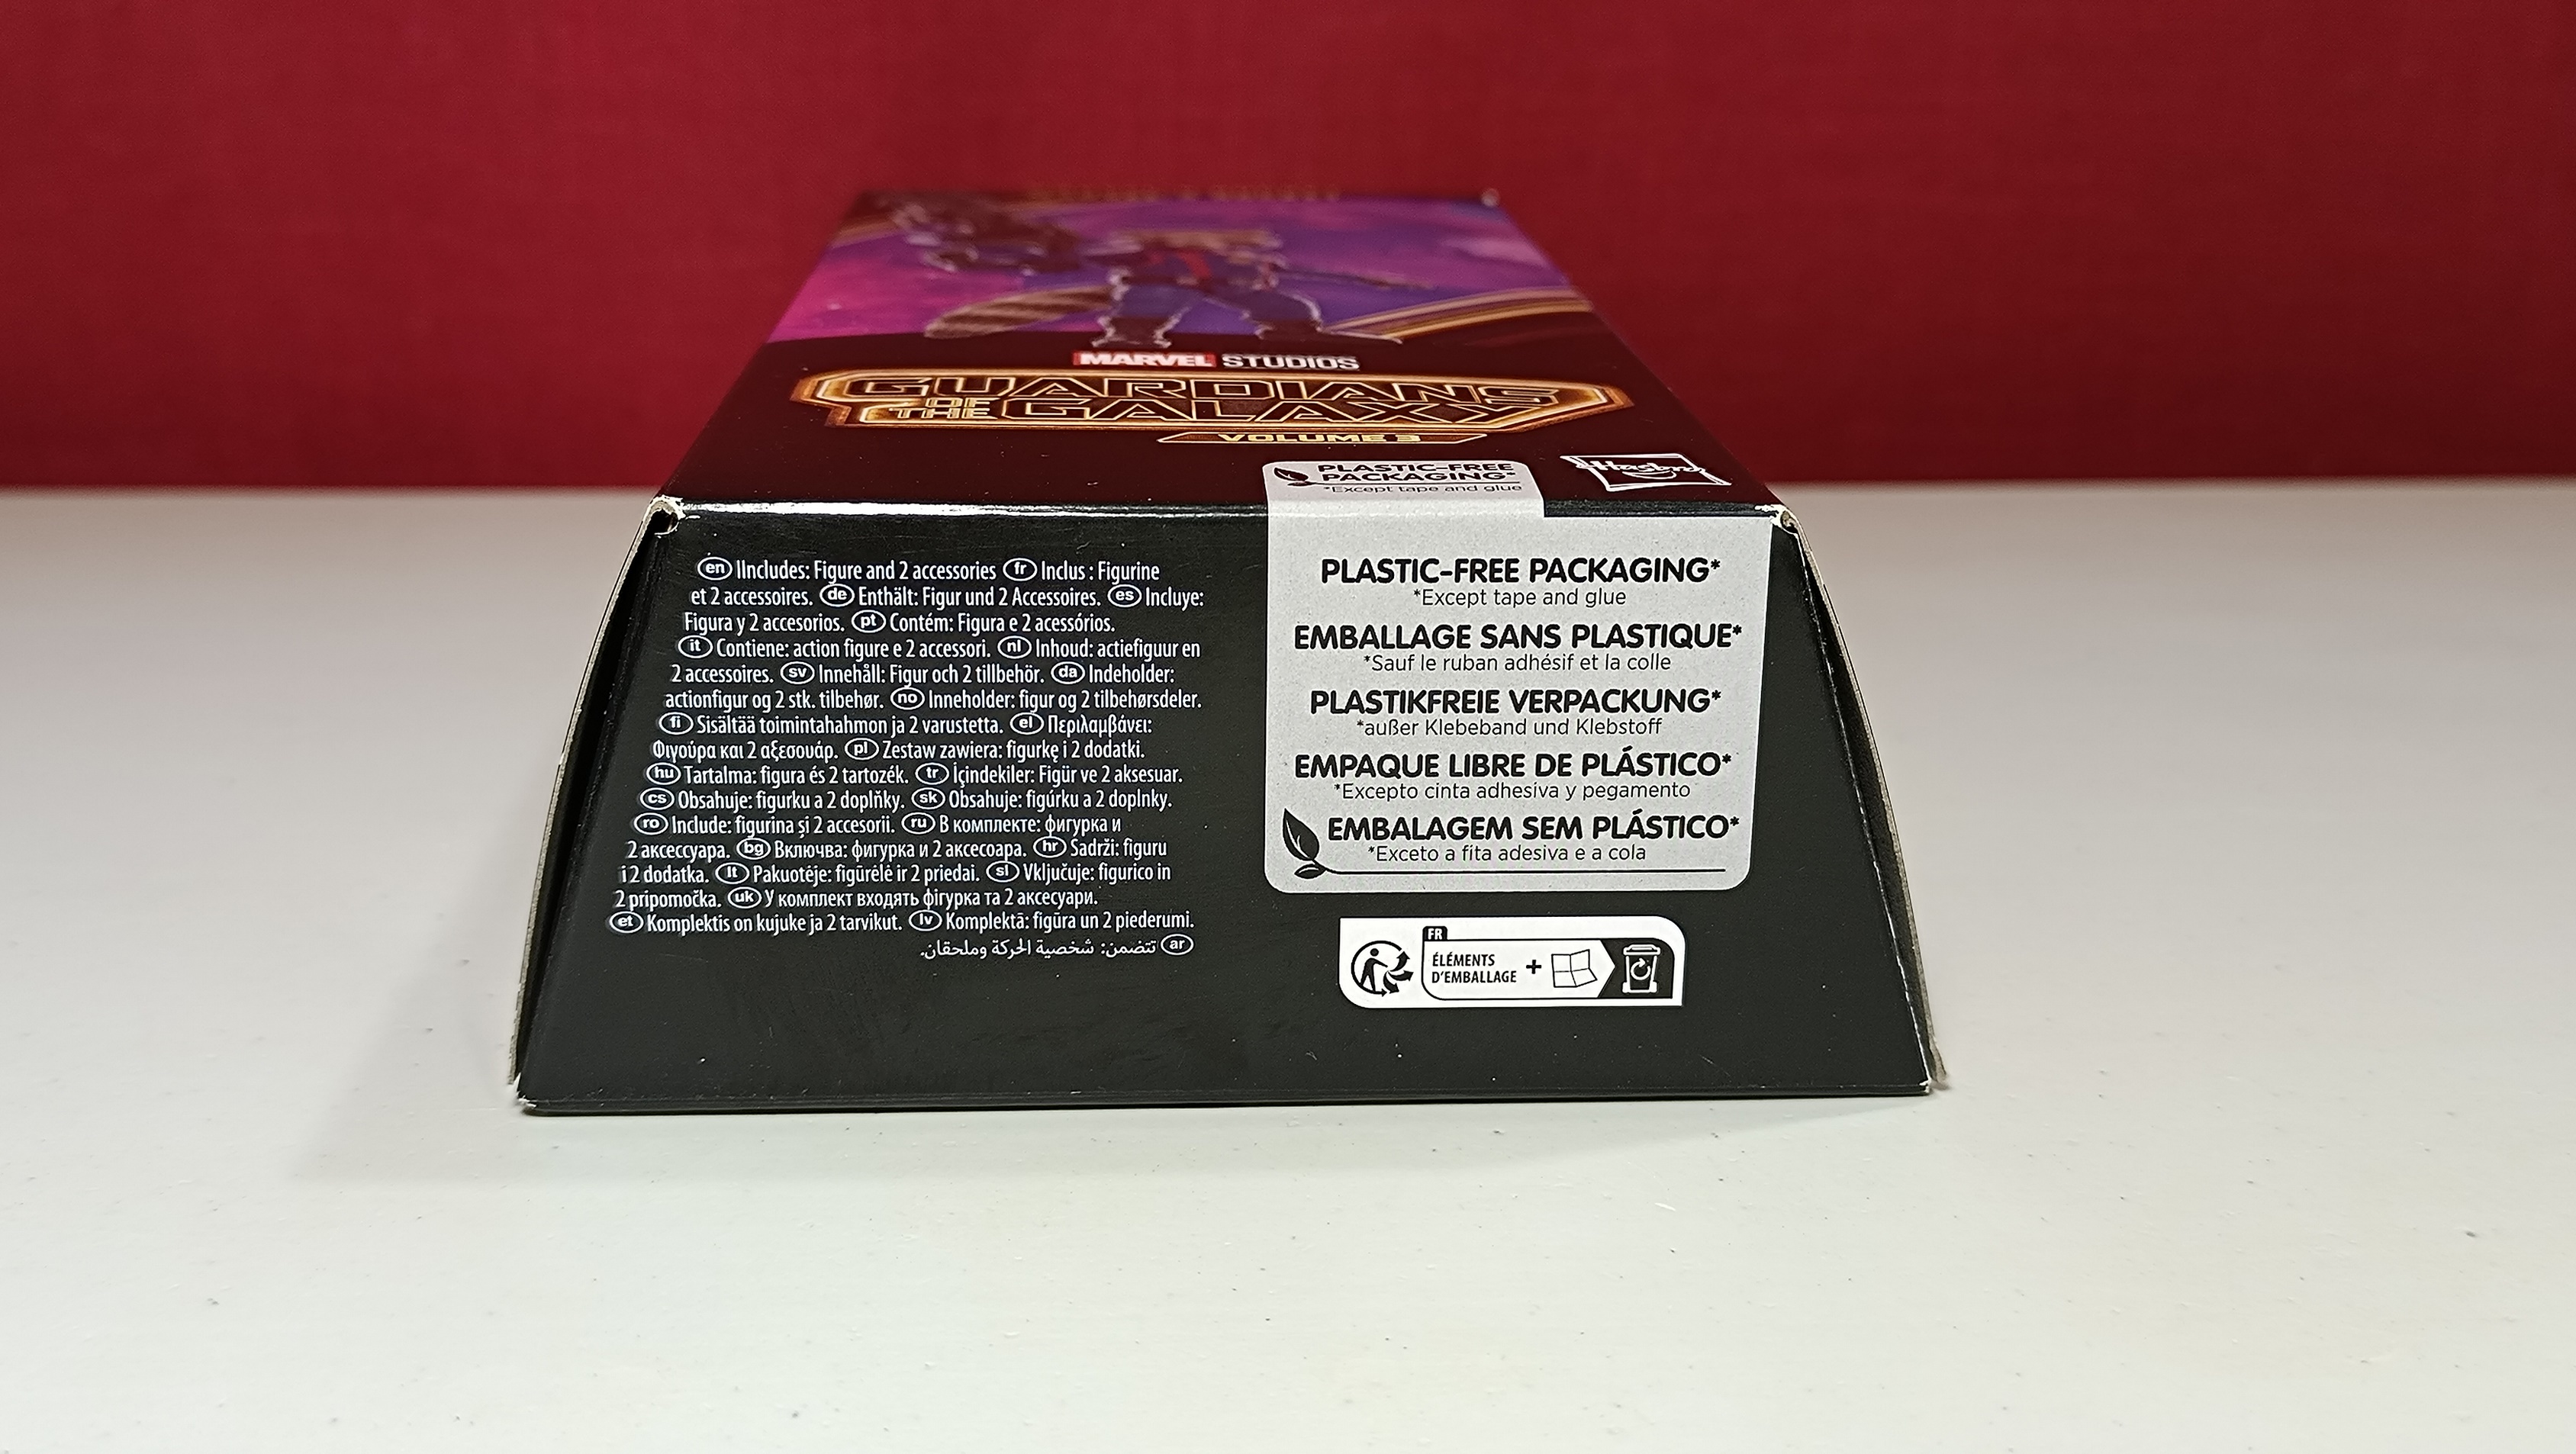 MARVEL STUDIOS
GUARDIANS
OF THE GALAXY
VOLUME 3
PLASTIC-FREE
PACKAGING*
*Except tape and glue
Hasbro
en IIncludes: Figure and 2 accessories fr Inclus : Figurine
et 2 accessoires. de Enthält: Figur und 2 Accessoires. es Incluye:
Figura y 2 accesorios. pt Contém: Figura e 2 acessórios.
it Contiene: action figure e 2 accessori. nl Inhoud: actiefiguur en
2 accessoires. sv Innehåll: Figur och 2 tillbehör. da Indeholder:
actionfigur og 2 stk. tilbehør. no Inneholder: figur og 2 tilbehørsdeler.
fi Sisältää toimintahahmon ja 2 varustetta. el Περιλαμβάνει:
Φιγούρα και 2 αξεσουάρ. pl Zestaw zawiera: figurkę i 2 dodatki.
hu Tartalma: figura és 2 tartozék. tr İçindekiler: Figür ve 2 aksesuar.
cs Obsahuje: figurku a 2 doplňky. sk Obsahuje: figúrku a 2 doplnky.
ro Include: figurina și 2 accesorii. ru В комплекте: фигурка и
2 аксессуара. bg Включва: фигурка и 2 аксесоара. hr Sadrži: figuru
i 2 dodatka. lt Pakuotėje: figūrėlė ir 2 priedai. sl Vključuje: figurico in
2 pripomočka. uk У комплект входять фігурка та 2 аксесуари.
et Komplektis on kujuke ja 2 tarvikut. lv Komplektā: figūra un 2 piederumi.
ar تتضمن: شخصية الحركة وملحقان.
PLASTIC-FREE PACKAGING*
*Except tape and glue
EMBALLAGE SANS PLASTIQUE*
*Sauf le ruban adhésif et la colle
PLASTIKFREIE VERPACKUNG*
*außer Klebeband und Klebstoff
EMPAQUE LIBRE DE PLÁSTICO*
*Excepto cinta adhesiva y pegamento
EMBALAGEM SEM PLÁSTICO*
*Exceto a fita adesiva e a cola
FR
ÉLÉMENTS
D'EMBALLAGE +